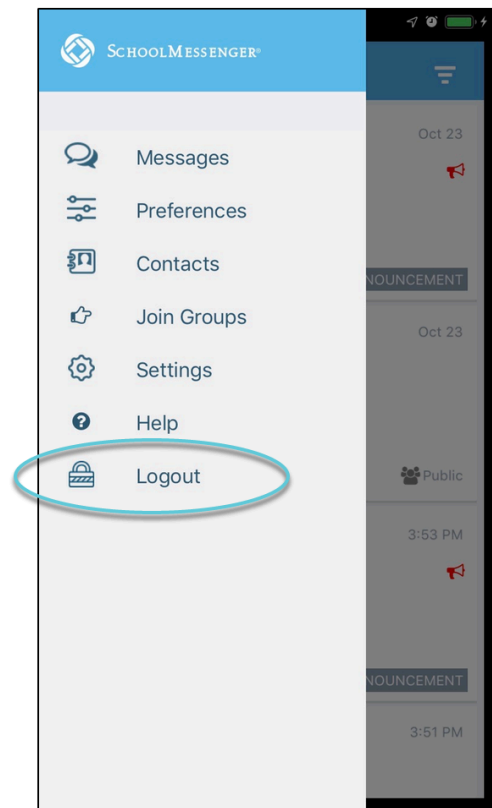 SCHOOLMESSENGER®
Oct 23
Messages
Preferences
Contacts
NOUNCEMENT
Join Groups
Oct 23
Settings
Help
Logout
Public
3:53 PM
NOUNCEMENT
3:51 PM